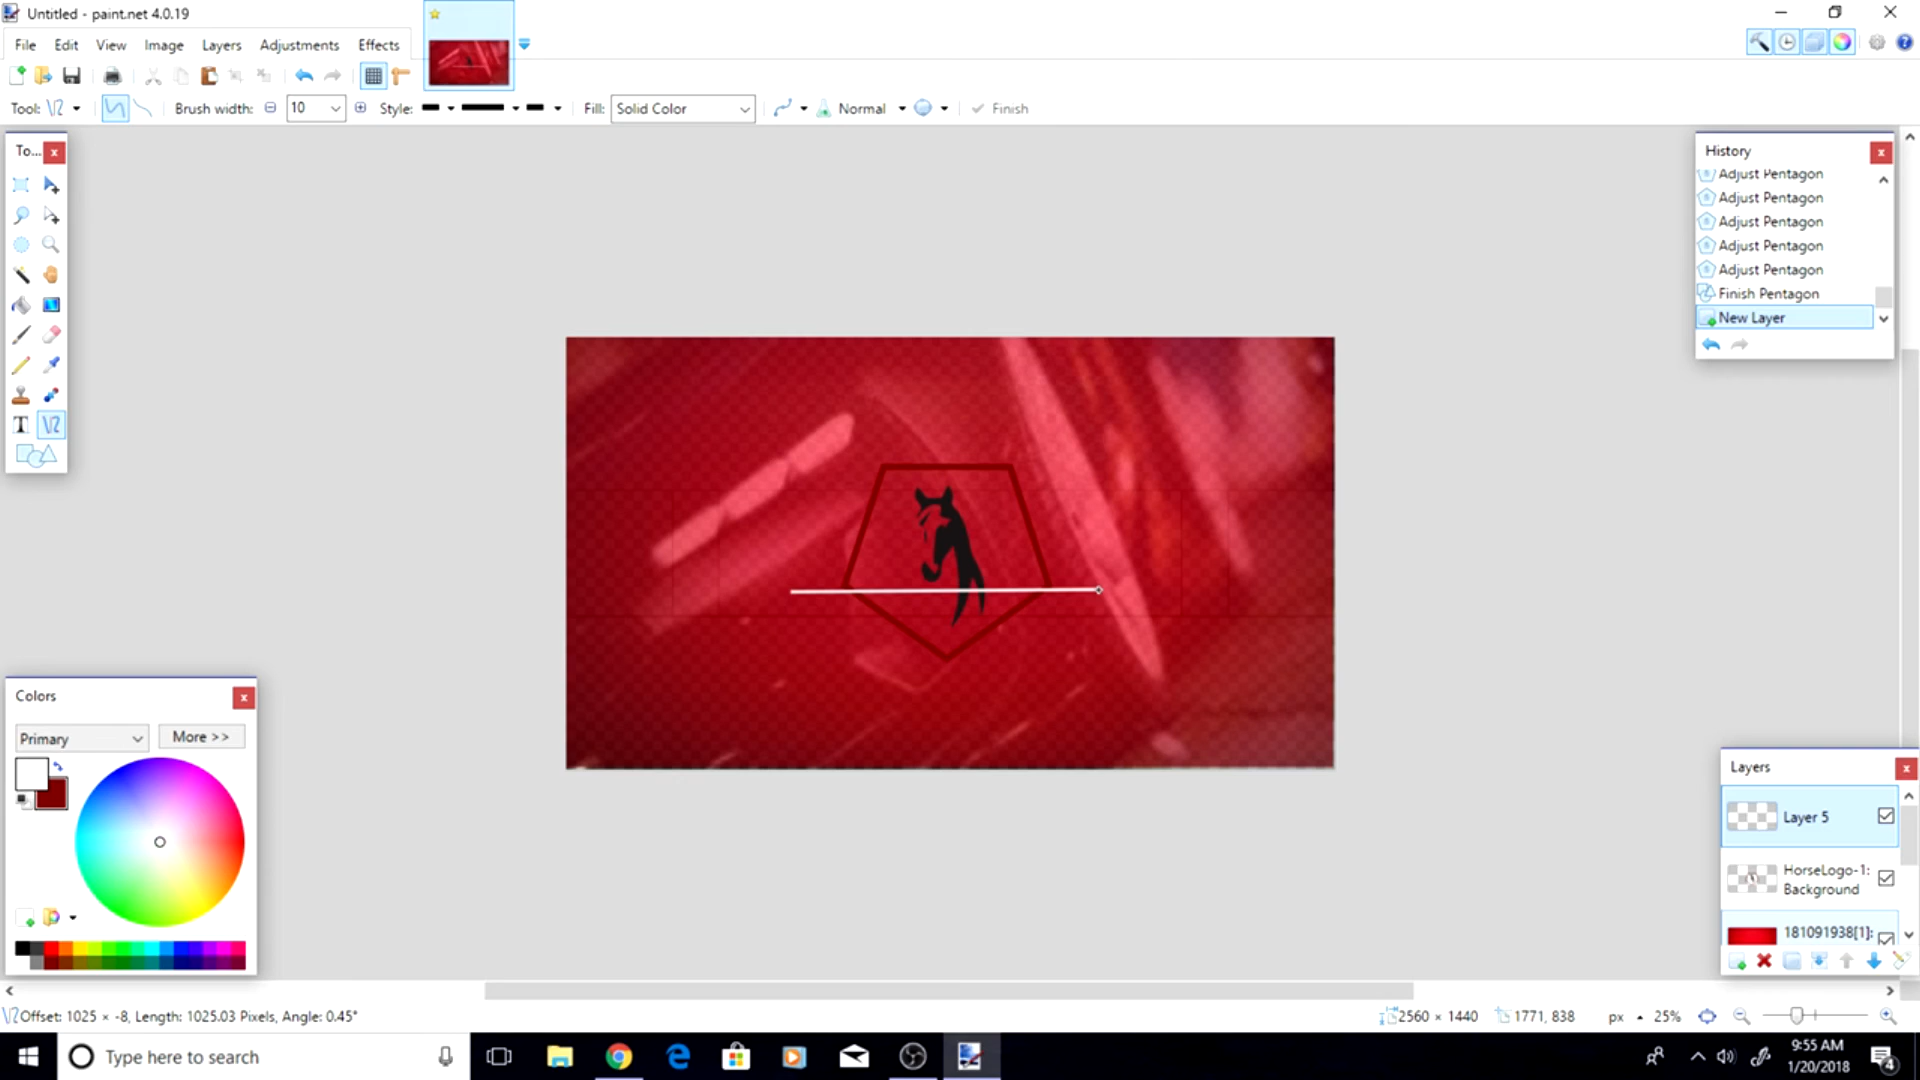 Untitled - paint.net 4.0.19
File Edit View Image Layers Adjustments Effects
Tool: Brush width: 10 Style: Fill: Solid Color Normal Finish
To...
History
Adjust Pentagon
Adjust Pentagon
Adjust Pentagon
Adjust Pentagon
Adjust Pentagon
Finish Pentagon
New Layer
Colors
Primary More >>
Layers
Layer 5
HorseLogo-1:
Background
181091938[1]:
Offset: 1025 × -8, Length: 1025.03 Pixels, Angle: 0.45° 2560 × 1440 1771, 838 px 25%
Type here to search
9:55 AM
1/20/2018
4